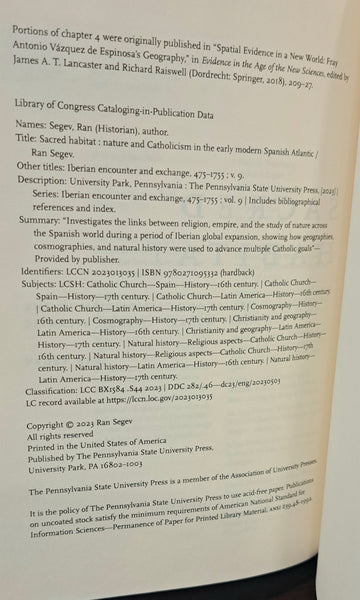 Portions of chapter 4 were originally published in “Spatial Evidence in a New World: Fray
Antonio Vázquez de Espinosa’s Geography,” in Evidence in the Age of the New Sciences, edited by
James A. T. Lancaster and Richard Raiswell (Dordrecht: Springer, 2018), 209–27.
Library of Congress Cataloging-in-Publication Data
Names: Segev, Ran (Historian), author.
Title: Sacred habitat : nature and Catholicism in the early modern Spanish Atlantic /
Ran Segev.
Other titles: Iberian encounter and exchange, 475–1755 ; v. 9.
Description: University Park, Pennsylvania : The Pennsylvania State University Press, [2023] |
Series: Iberian encounter and exchange, 475–1755 ; vol. 9 | Includes bibliographical
references and index.
Summary: “Investigates the links between religion, empire, and the study of nature across
the Spanish world during a period of Iberian global expansion, showing how geographies,
cosmographies, and natural history were used to advance multiple Catholic goals”—
Provided by publisher.
Identifiers: LCCN 2023013035 | ISBN 9780271095332 (hardback)
Subjects: LCSH: Catholic Church—Spain—History—16th century. | Catholic Church—
Spain—History—17th century. | Catholic Church—Latin America—History—16th century.
| Catholic Church—Latin America—History—17th century. | Cosmography—History—
16th century. | Cosmography—History—17th century. | Christianity and geography—
Latin America—History—16th century. | Christianity and geography—Latin America—
History—17th century. | Natural history—Religious aspects—Catholic Church—History—16th
century. | Natural history—Religious aspects—Catholic Church—History—17th
century. | Natural history—Latin America—History—16th century. | Natural history—
Latin America—History—17th century.
Classification: LCC BX1584 .S44 2023 | DDC 282/.46—dc23/eng/20230503
LC record available at https://lccn.loc.gov/2023013035
Copyright © 2023 Ran Segev
All rights reserved
Printed in the United States of America
Published by The Pennsylvania State University Press,
University Park, PA 16802–1003
The Pennsylvania State University Press is a member of the Association of University Presses.
It is the policy of The Pennsylvania State University Press to use acid-free paper. Publications
on uncoated stock satisfy the minimum requirements of American National Standard for
Information Sciences—Permanence of Paper for Printed Library Material, ANSI Z39.48–1992.